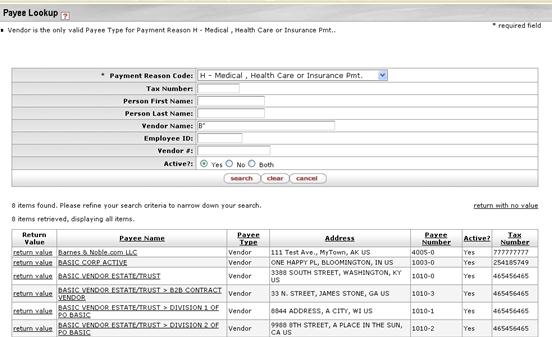 Payee Lookup ?
* required field
Vendor is the only valid Payee Type for Payment Reason H - Medical , Health Care or Insurance Pmt..
* Payment Reason Code: H - Medical , Health Care or Insurance Pmt.
Tax Number:
Person First Name:
Person Last Name:
Vendor Name: B*
Employee ID:
Vendor #:
Active?: Yes No Both
search clear cancel
8 items found. Please refine your search criteria to narrow down your search. return with no value
8 items retrieved, displaying all items.
Return Value Payee Name Payee Type Address Payee Number Active? Tax Number
return value Barnes & Noble.com LLC Vendor 111 Test Ave., MyTown, AK US 4005-0 Yes 777777777
return value BASIC CORP ACTIVE Vendor ONE HAPPY PL, BLOOMINGTON, IN US 1003-0 Yes 254185749
return value BASIC VENDOR ESTATE/TRUST Vendor 3388 SOUTH STREET, WASHINGTON, KY US 1010-0 Yes 465456465
return value BASIC VENDOR ESTATE/TRUST > B2B CONTRACT VENDOR Vendor 33 N. STREET, JAMES STONE, GA US 1010-3 Yes 465456465
return value BASIC VENDOR ESTATE/TRUST > DIVISION 1 OF PO BASIC Vendor 8844 ADDRESS, A CITY, WI US 1010-1 Yes 465456465
return value BASIC VENDOR ESTATE/TRUST > DIVISION 2 OF PO BASIC Vendor 9988 8TH STREET, A PLACE IN THE SUN, CA US 1010-2 Yes 465456465